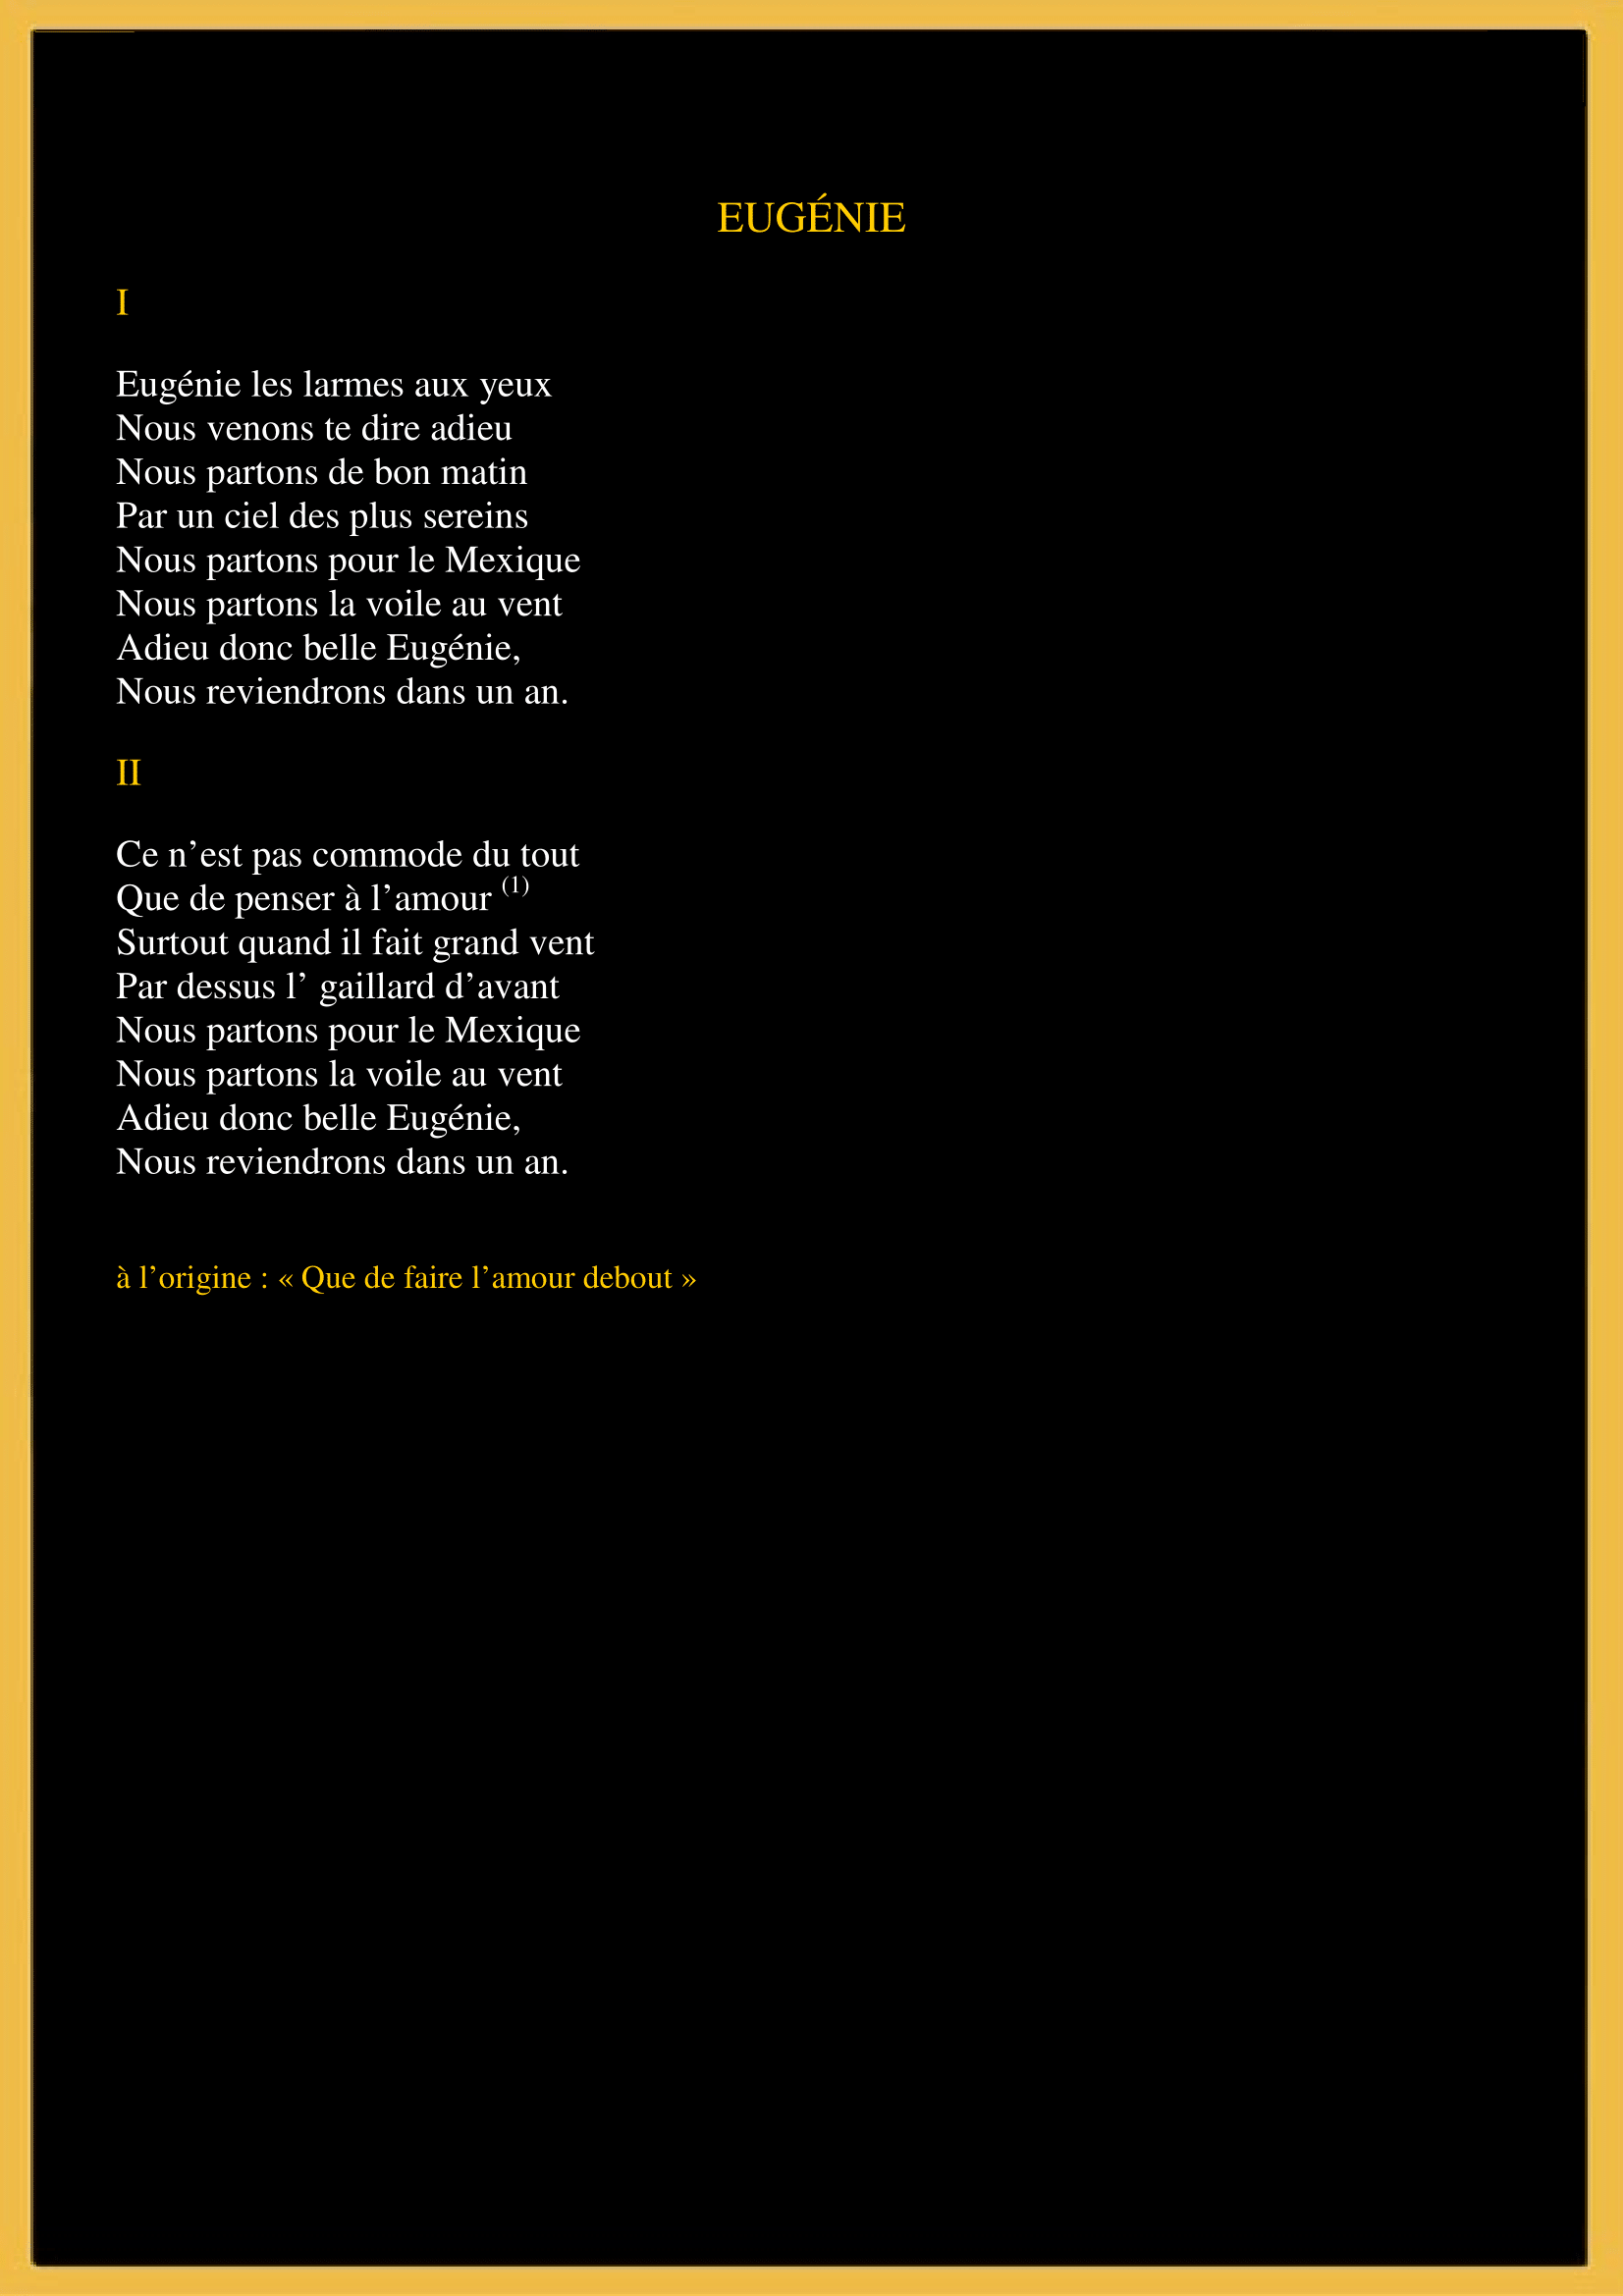 EUGÉNIE
I
Eugénie les larmes aux yeux
Nous venons te dire adieu
Nous partons de bon matin
Par un ciel des plus sereins
Nous partons pour le Mexique
Nous partons la voile au vent
Adieu donc belle Eugénie,
Nous reviendrons dans un an.
II
Ce n’est pas commode du tout
Que de penser à l’amour (1)
Surtout quand il fait grand vent
Par dessus l’ gaillard d’avant
Nous partons pour le Mexique
Nous partons la voile au vent
Adieu donc belle Eugénie,
Nous reviendrons dans un an.
à l’origine : « Que de faire l’amour debout »